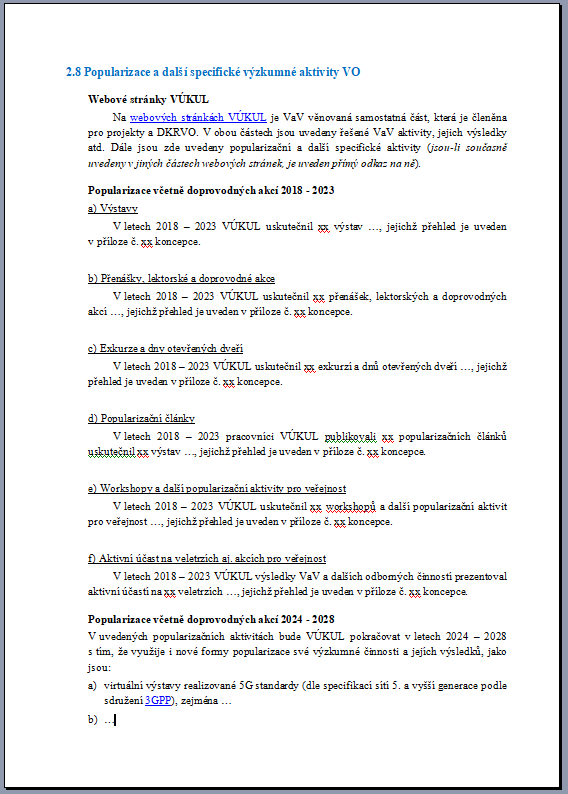 2.8 Popularizace a další specifické výzkumné aktivity VO
Webové stránky VÚKUL
Na webových stránkách VÚKUL je VaV věnovaná samostatná část, která je členěna
pro projekty a DKRVO. V obou částech jsou uvedeny řešené VaV aktivity, jejich výsledky
atd. Dále jsou zde uvedeny popularizační a další specifické aktivity (jsou-li současně
uvedeny v jiných částech webových stránek, je uveden přímý odkaz na ně).
Popularizace včetně doprovodných akcí 2018 - 2023
a) Výstavy
V letech 2018 – 2023 VÚKUL uskutečnil xx výstav …, jejichž přehled je uveden
v příloze č. xx koncepce.
b) Přenášky, lektorské a doprovodné akce
V letech 2018 – 2023 VÚKUL uskutečnil xx přenášek, lektorských a doprovodných
akcí …, jejichž přehled je uveden v příloze č. xx koncepce.
c) Exkurze a dny otevřených dveří
V letech 2018 – 2023 VÚKUL uskutečnil xx exkurzí a dnů otevřených dveří …, jejichž
přehled je uveden v příloze č. xx koncepce.
d) Popularizační články
V letech 2018 – 2023 pracovníci VÚKUL publikovali xx popularizačních článků
uskutečnil xx výstav …, jejichž přehled je uveden v příloze č. xx koncepce.
e) Workshopy a další popularizační aktivity pro veřejnost
V letech 2018 – 2023 VÚKUL uskutečnil xx workshopů a další popularizační aktivit
pro veřejnost …, jejichž přehled je uveden v příloze č. xx koncepce.
f) Aktivní účast na veletrzích aj. akcích pro veřejnost
V letech 2018 – 2023 VÚKUL výsledky VaV a dalších odborných činností prezentoval
aktivní účastí na xx veletrzích …, jejichž přehled je uveden v příloze č. xx koncepce.
Popularizace včetně doprovodných akcí 2024 - 2028
V uvedených popularizačních aktivitách bude VÚKUL pokračovat v letech 2024 – 2028
s tím, že využije i nové formy popularizace své výzkumné činnosti a jejích výsledků, jako
jsou:
a) virtuální výstavy realizované 5G standardy (dle specifikací sítí 5. a vyšší generace podle
sdružení 3GPP), zejména …
b) …